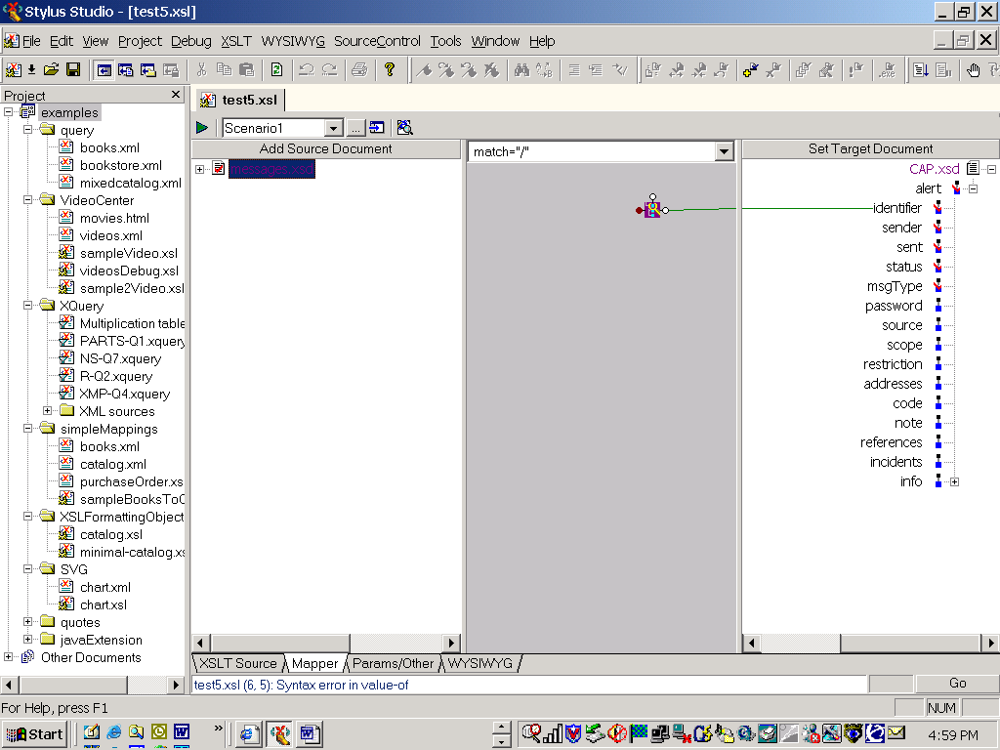 Stylus Studio - [test5.xsl]
File Edit View Project Debug XSLT WYSIWYG SourceControl Tools Window Help
Project
examples
query
books.xml
bookstore.xml
mixedcatalog.xml
VideoCenter
movies.html
videos.xml
sampleVideo.xsl
videosDebug.xsl
sample2Video.xsl
XQuery
Multiplication table
PARTS-Q1.xquery
NS-Q7.xquery
R-Q2.xquery
XMP-Q4.xquery
XML sources
simpleMappings
books.xml
catalog.xml
purchaseOrder.xs
sampleBooksToC
XSLFormattingObject
catalog.xsl
minimal-catalog.xs
SVG
chart.xml
chart.xsl
quotes
javaExtension
Other Documents
test5.xsl
Scenario1
...
Add Source Document
messages.xsd
match="/"
Set Target Document
CAP.xsd
alert
identifier
sender
sent
status
msgType
password
source
scope
restriction
addresses
code
note
references
incidents
info
XSLT Source Mapper Params/Other WYSIWYG
test5.xsl (6, 5): Syntax error in value-of
Go
For Help, press F1
NUM
Start
4:59 PM